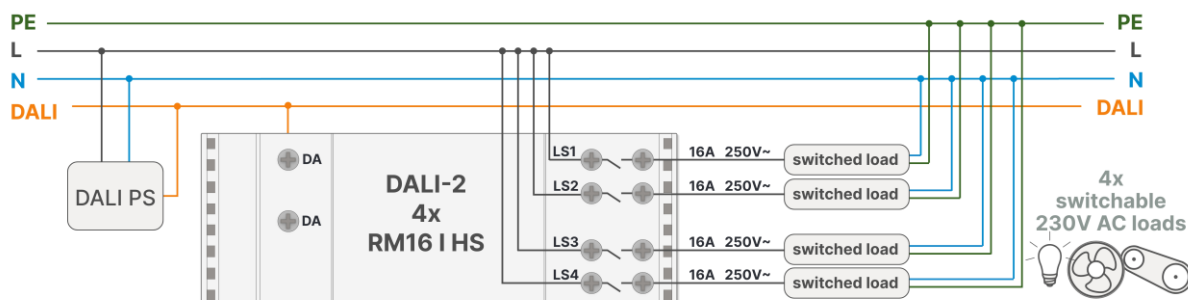 PE
PE
L
L
N
N
DALI
DALI
DA
LS1
16A 250V~
switched load
DALI-2
4x
RM16 I HS
LS2
16A 250V~
switched load
4x
switchable
230V AC loads
DALI PS
DA
LS3
16A 250V~
switched load
LS4
16A 250V~
switched load